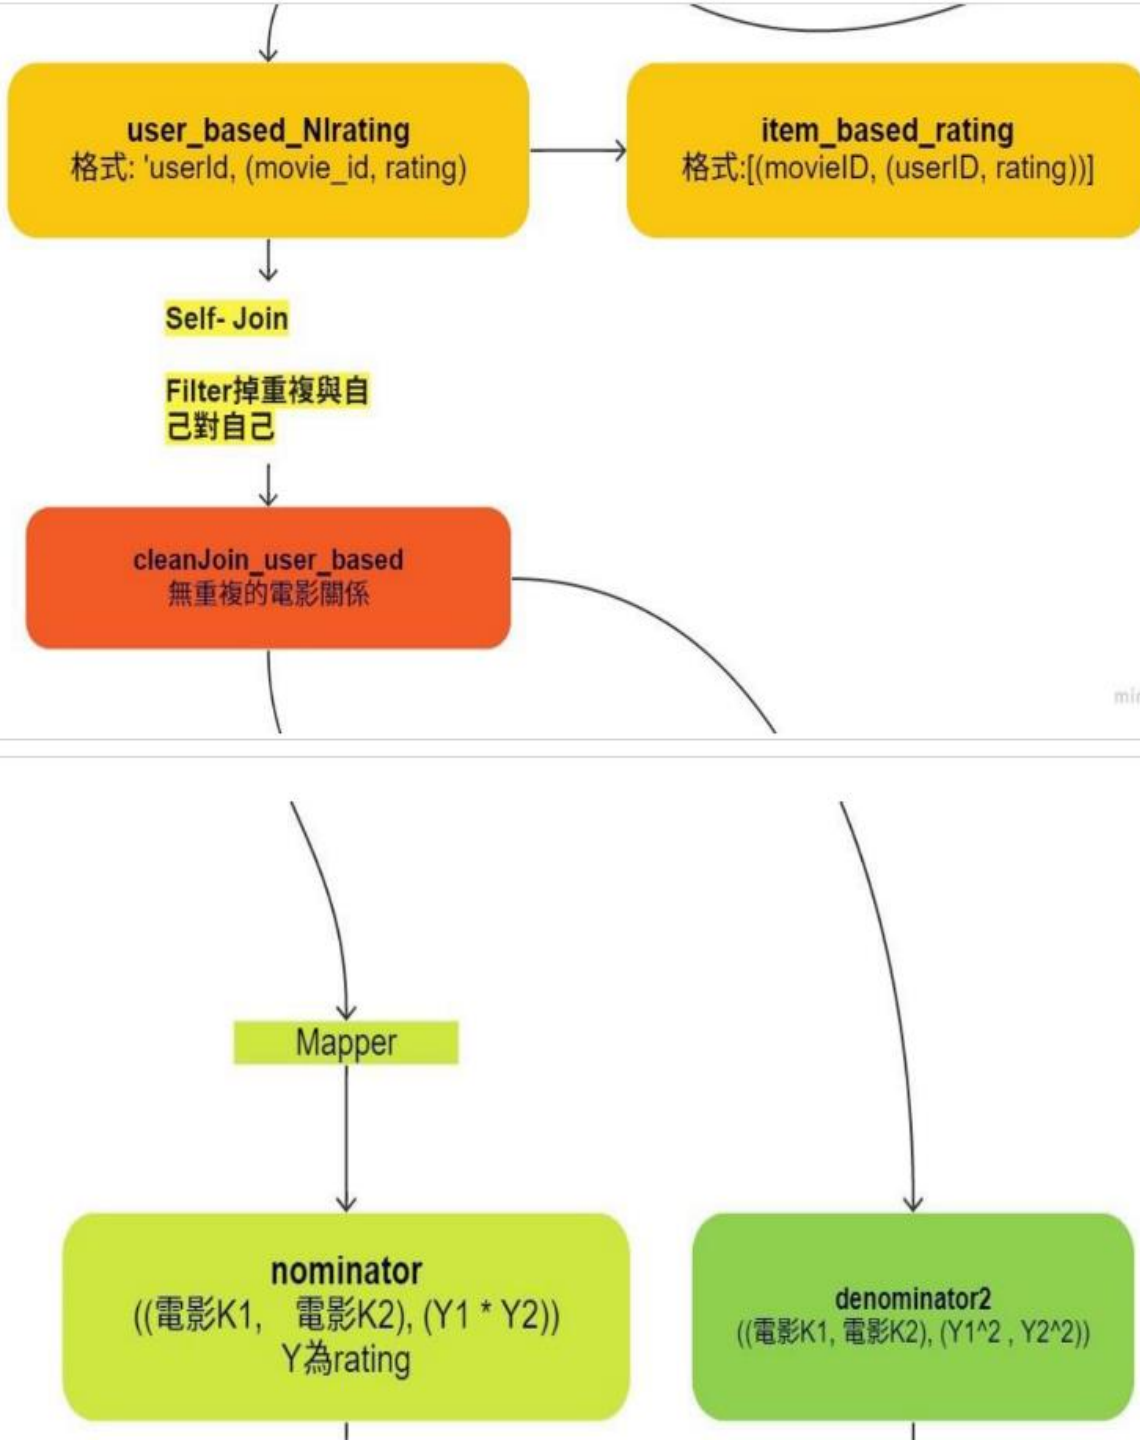 user_based_NIrating
格式: 'userId, (movie_id, rating)
item_based_rating
格式:[(movieID, (userID, rating))]
Self- Join
Filter掉重複與自
己對自己
cleanJoin_user_based
無重複的電影關係
Mapper
nominator
((電影K1, 電影K2), (Y1 * Y2))
Y為rating
denominator2
((電影K1, 電影K2), (Y1^2 , Y2^2))